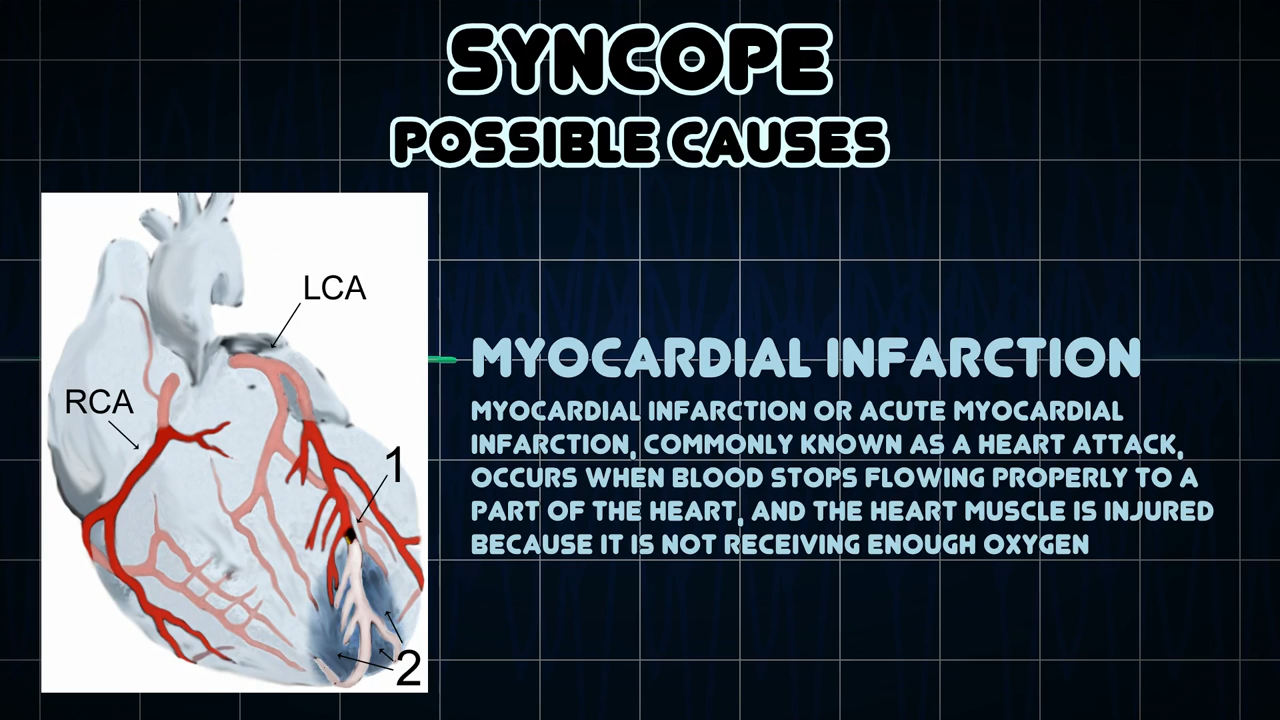 SYNCOPE
POSSIBLE CAUSES
LCA
RCA
1
2
MYOCARDIAL INFARCTION
MYOCARDIAL INFARCTION OR ACUTE MYOCARDIAL
INFARCTION, COMMONLY KNOWN AS A HEART ATTACK,
OCCURS WHEN BLOOD STOPS FLOWING PROPERLY TO A
PART OF THE HEART, AND THE HEART MUSCLE IS INJURED
BECAUSE IT IS NOT RECEIVING ENOUGH OXYGEN